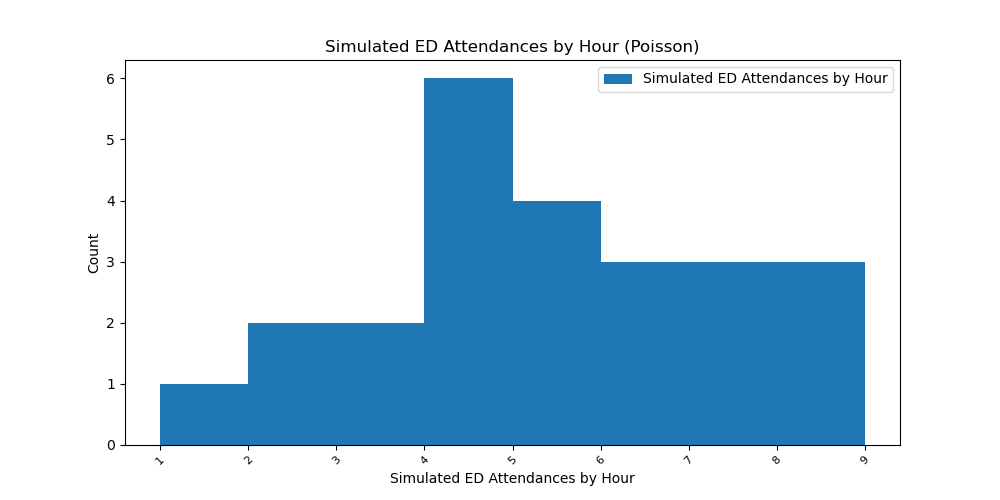 Simulated ED Attendances by Hour (Poisson)
Simulated ED Attendances by Hour
6
5
4
3
2
1
0
Count
1 2 3 4 5 6 7 8 9
Simulated ED Attendances by Hour